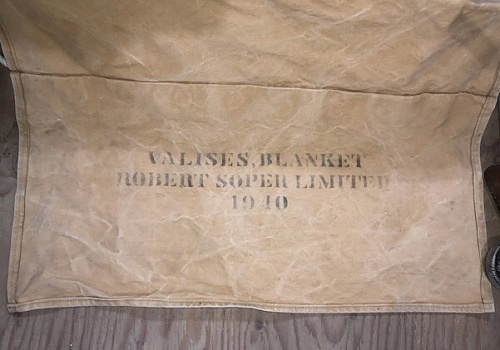 VALISES, BLANKET
ROBERT SOPER LIMITED
1940